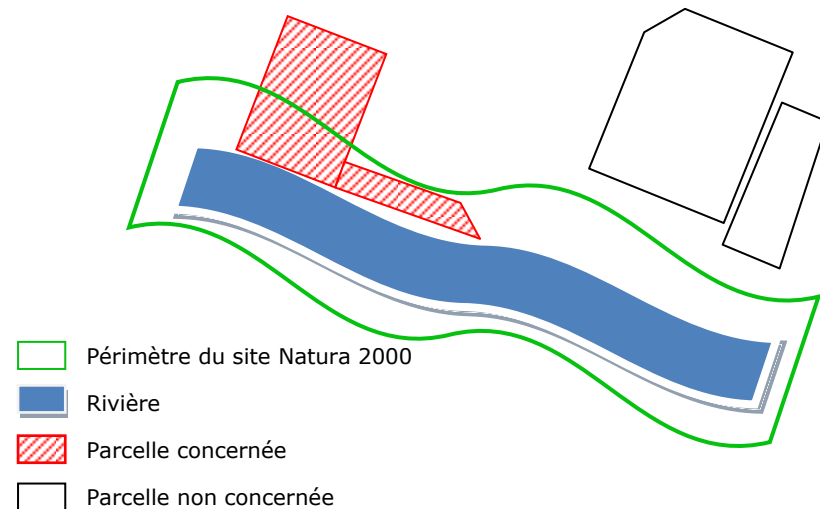 Périmètre du site Natura 2000
Rivière
Parcelle concernée
Parcelle non concernée